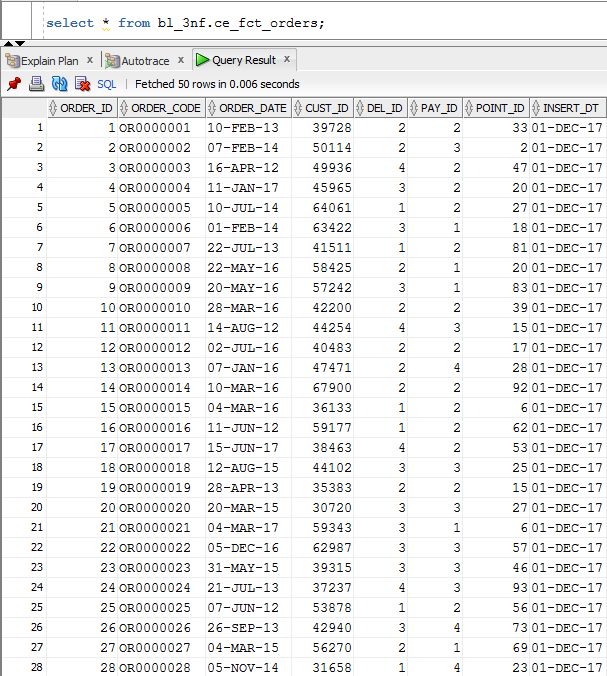 select * from bl_3nf.ce_fct_orders;
Explain Plan x Autotrace x Query Result x
SQL | Fetched 50 rows in 0.006 seconds
ORDER_ID ORDER_CODE ORDER_DATE CUST_ID DEL_ID PAY_ID POINT_ID INSERT_DT
1 1 OR0000001 10-FEB-13 39728 2 2 33 01-DEC-17
2 2 OR0000002 07-FEB-14 50114 2 3 2 01-DEC-17
3 3 OR0000003 16-APR-12 49936 4 2 47 01-DEC-17
4 4 OR0000004 11-JAN-17 45965 3 2 20 01-DEC-17
5 5 OR0000005 10-JUL-14 64061 1 2 27 01-DEC-17
6 6 OR0000006 01-FEB-14 63422 3 1 18 01-DEC-17
7 7 OR0000007 22-JUL-13 41511 1 2 81 01-DEC-17
8 8 OR0000008 22-MAY-16 58425 2 1 20 01-DEC-17
9 9 OR0000009 20-MAY-16 57242 3 1 83 01-DEC-17
10 10 OR0000010 28-MAR-16 42200 2 2 39 01-DEC-17
11 11 OR0000011 14-AUG-12 44254 4 3 15 01-DEC-17
12 12 OR0000012 02-JUL-16 40483 2 2 17 01-DEC-17
13 13 OR0000013 07-JAN-16 47471 2 4 28 01-DEC-17
14 14 OR0000014 10-MAR-16 67900 2 2 92 01-DEC-17
15 15 OR0000015 04-MAR-16 36133 1 2 6 01-DEC-17
16 16 OR0000016 11-JUN-12 59177 1 2 62 01-DEC-17
17 17 OR0000017 15-JUN-17 38463 4 2 53 01-DEC-17
18 18 OR0000018 12-AUG-15 44102 3 3 25 01-DEC-17
19 19 OR0000019 28-APR-13 35383 2 2 15 01-DEC-17
20 20 OR0000020 20-MAR-15 30720 3 3 27 01-DEC-17
21 21 OR0000021 04-MAR-17 59343 3 1 6 01-DEC-17
22 22 OR0000022 05-DEC-16 62987 3 3 57 01-DEC-17
23 23 OR0000023 31-MAY-15 39315 3 3 46 01-DEC-17
24 24 OR0000024 21-JUL-13 37237 4 3 93 01-DEC-17
25 25 OR0000025 07-JUN-12 53878 1 2 56 01-DEC-17
26 26 OR0000026 26-SEP-13 42940 3 4 73 01-DEC-17
27 27 OR0000027 04-MAR-15 56270 2 1 69 01-DEC-17
28 28 OR0000028 05-NOV-14 31658 1 4 23 01-DEC-17